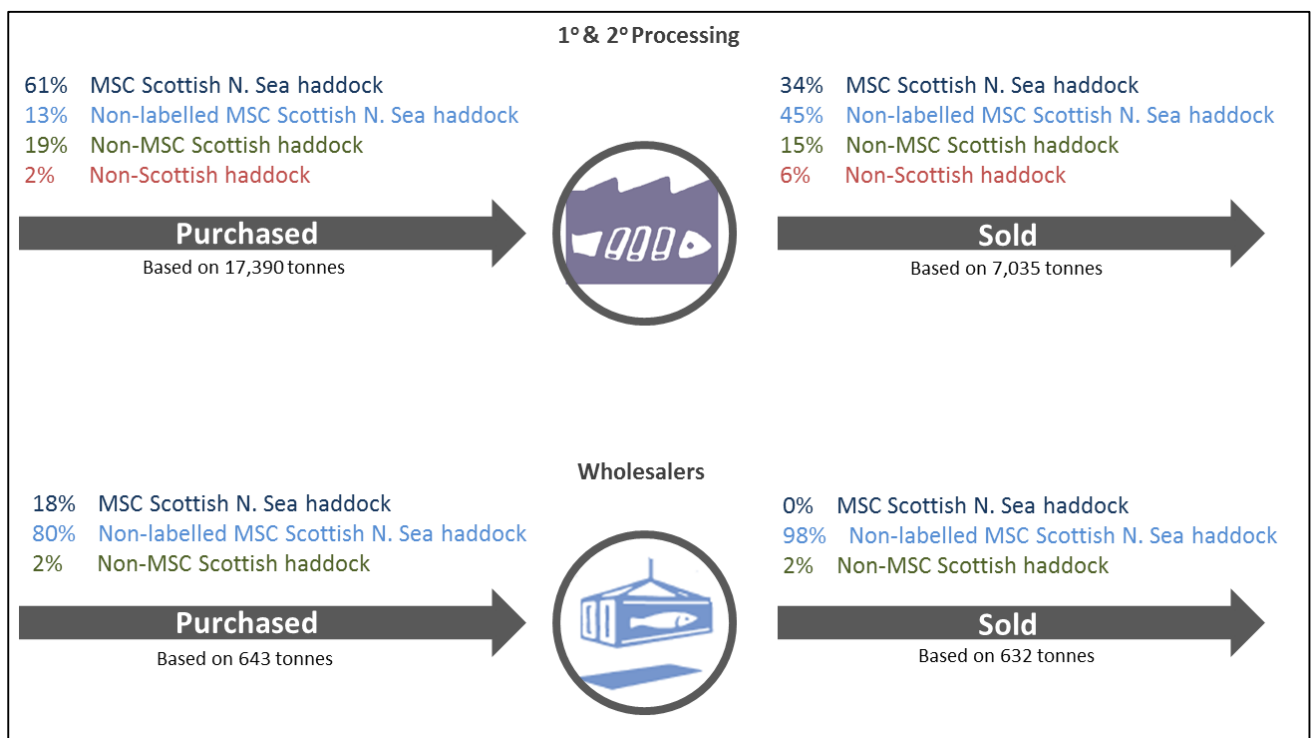 1º & 2º Processing
61% MSC Scottish N. Sea haddock
13% Non-labelled MSC Scottish N. Sea haddock
19% Non-MSC Scottish haddock
2% Non-Scottish haddock
Purchased
Based on 17,390 tonnes
34% MSC Scottish N. Sea haddock
45% Non-labelled MSC Scottish N. Sea haddock
15% Non-MSC Scottish haddock
6% Non-Scottish haddock
Sold
Based on 7,035 tonnes
Wholesalers
18% MSC Scottish N. Sea haddock
80% Non-labelled MSC Scottish N. Sea haddock
2% Non-MSC Scottish haddock
Purchased
Based on 643 tonnes
0% MSC Scottish N. Sea haddock
98% Non-labelled MSC Scottish N. Sea haddock
2% Non-MSC Scottish haddock
Sold
Based on 632 tonnes